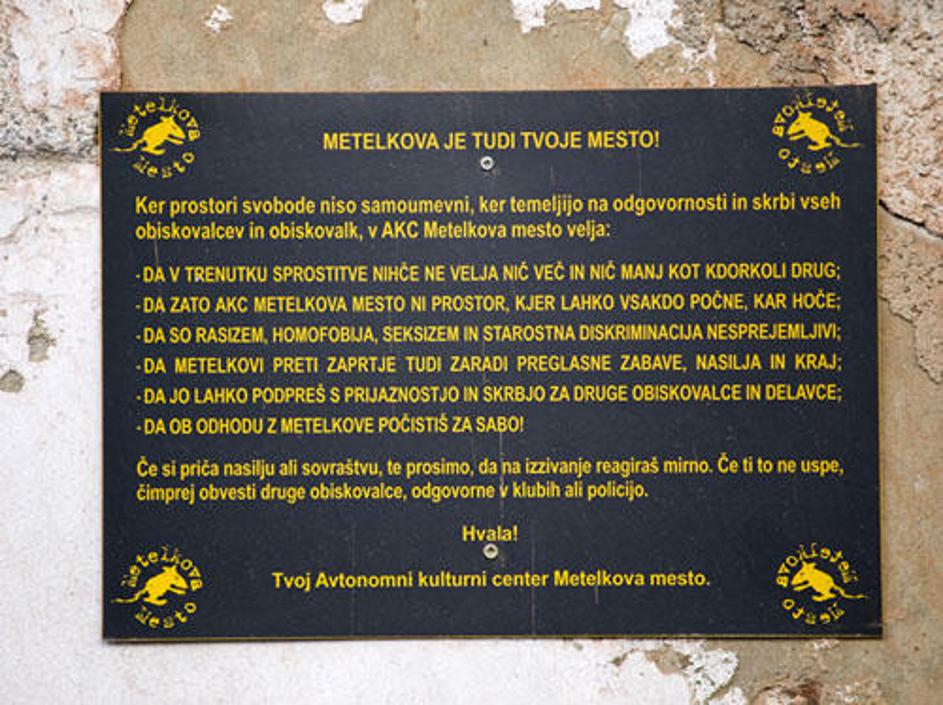 Metelkova Mesto
Metelkova Mesto
METELKOVA JE TUDI TVOJE MESTO!
Ker prostori svobode niso samoumevni, ker temeljijo na odgovornosti in skrbi vseh
obiskovalcev in obiskovalk, v AKC Metelkova mesto velja:
- DA V TRENUTKU SPROSTITVE NIHČE NE VELJA NIČ VEČ IN NIČ MANJ KOT KDORKOLI DRUG;
- DA ZATO AKC METELKOVA MESTO NI PROSTOR, KJER LAHKO VSAKDO POČNE, KAR HOČE;
- DA SO RASIZEM, HOMOFOBIJA, SEKSIZEM IN STAROSTNA DISKRIMINACIJA NESPREJEMLJIVI;
- DA METELKOVI PRETI ZAPRTJE TUDI ZARADI PREGLASNE ZABAVE, NASILJA IN KRAJ;
- DA JO LAHKO PODPREŠ S PRIJAZNOSTJO IN SKRBJO ZA DRUGE OBISKOVALCE IN DELAVCE;
- DA OB ODHODU Z METELKOVE POČISTIŠ ZA SABO!
Če si priča nasilju ali sovraštvu, te prosimo, da na izzivanje reagiraš mirno. Če ti to ne uspe,
čimprej obvesti druge obiskovalce, odgovorne v klubih ali policijo.
Hvala!
Tvoj Avtonomni kulturni center Metelkova mesto.
Metelkova Mesto
Metelkova Mesto